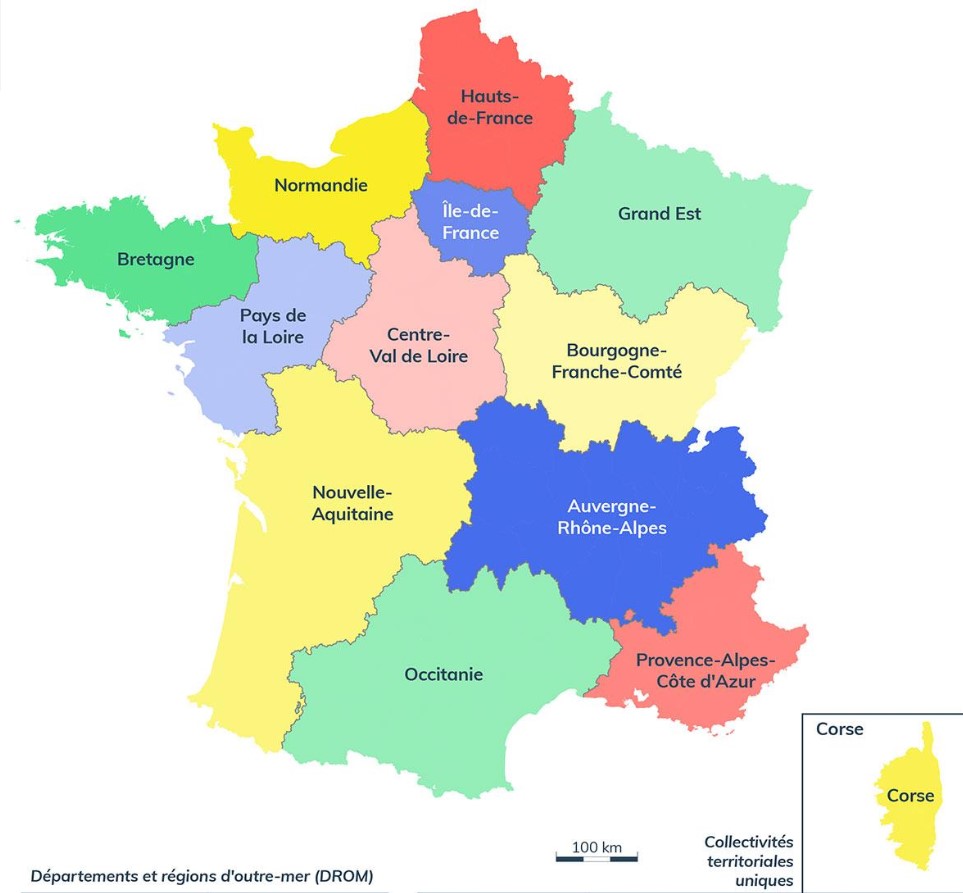 Hauts-
de-France
Normandie
Île-de-
France
Grand Est
Bretagne
Pays de
la Loire
Centre-
Val de Loire
Bourgogne-
Franche-Comté
Nouvelle-
Aquitaine
Auvergne-
Rhône-Alpes
Occitanie
Provence-Alpes-
Côte d'Azur
Corse
Corse
100 km
Collectivités
territoriales
uniques
Départements et régions d'outre-mer (DROM)